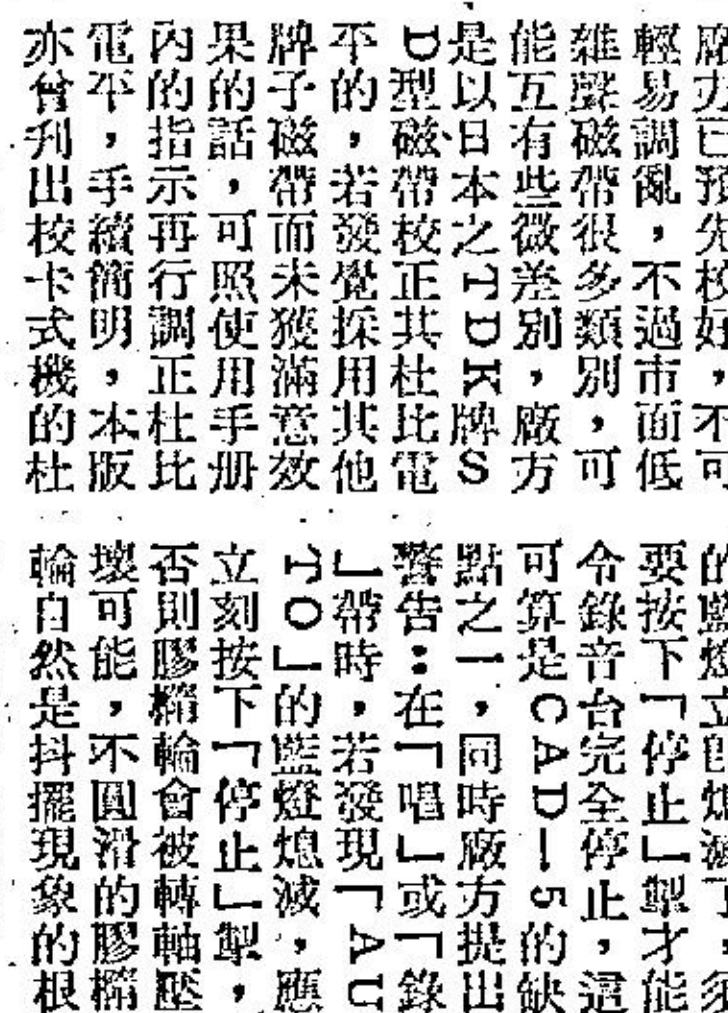 廠方已預先校好，不可
輕易調亂，不過市面低
雜聲磁帶很多類別，可
能互有些微差別，廠方
是以日本之TDK牌S
D型磁帶校正其杜比電
平的，若發覺採用其他
牌子磁帶而未獲滿意效
果的話，可照使用手册
內的指示再行調正杜比
電平，手續簡明，本版
亦曾刋出校卡式機的杜
的藍燈立即熄滅了，須
要按下「停止」掣才能
令錄音台完全停止，這
可算是CAD—5的缺
點之一，同時廠方提出
警告：在「唱」或「錄
」帶時，若發現「AU
TO」的藍燈熄滅，應
立刻按下「停止」掣，
否則膠輪會被轉軸壓
壞可能，不圓滑的膠
輪自然是抖擺現象的根